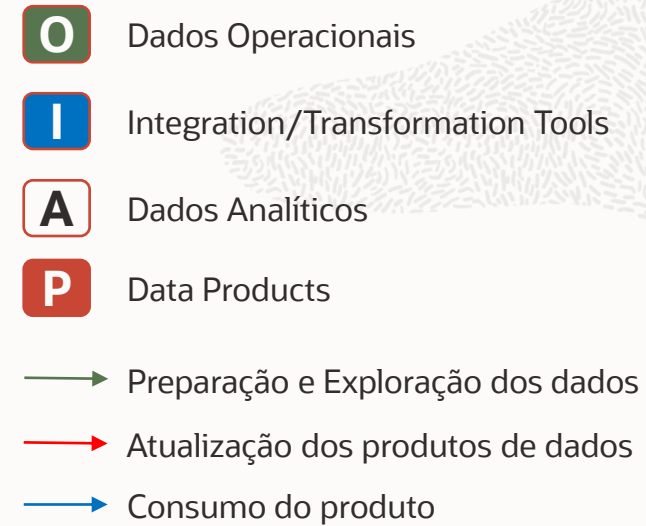 O Dados Operacionais
I Integration/Transformation Tools
A Dados Analíticos
P Data Products
Preparação e Exploração dos dados
Atualização dos produtos de dados
Consumo do produto